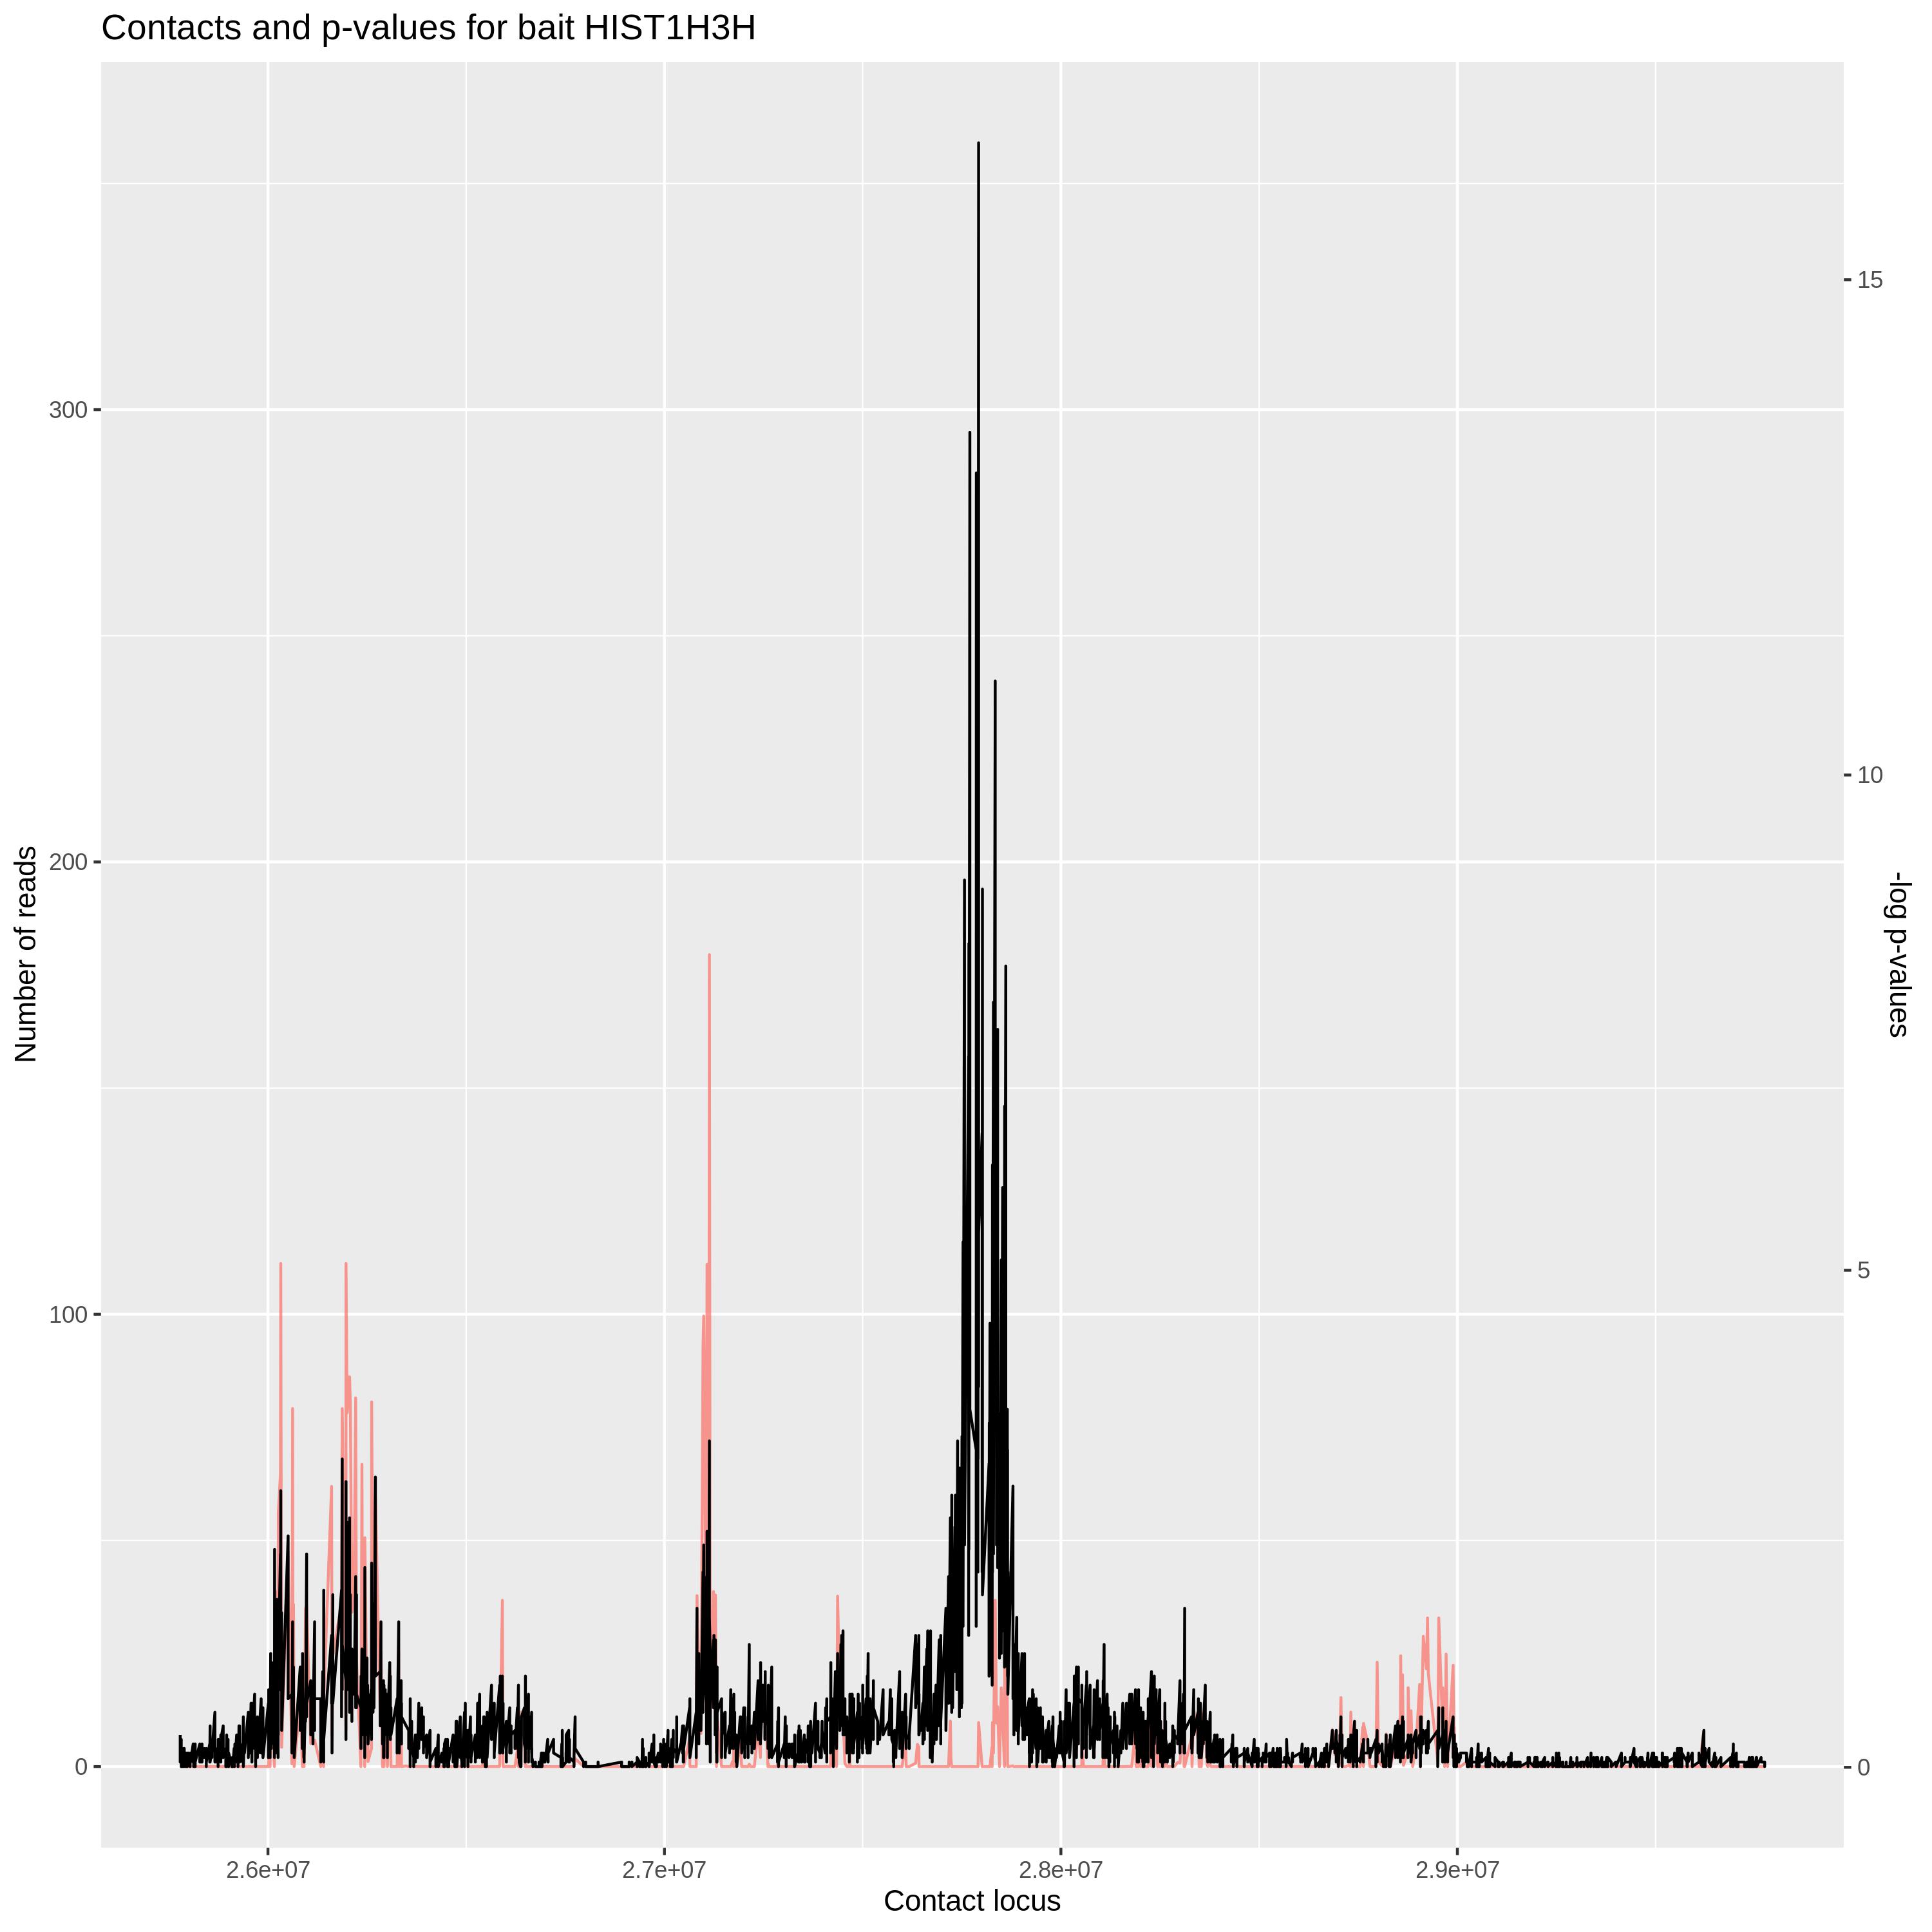 Contacts and p-values for bait HIST1H3H
Number of reads
300
200
100
0
15
10
5
0
-log p-values
2.6e+07
2.7e+07
2.8e+07
2.9e+07
Contact locus